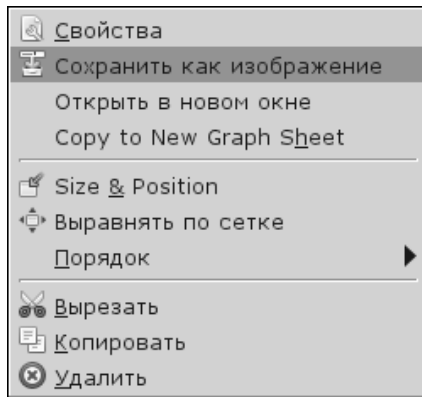 Свойства
Сохранить как изображение
Открыть в новом окне
Copy to New Graph Sheet
Size & Position
Выравнять по сетке
Порядок
Вырезать
Копировать
Удалить